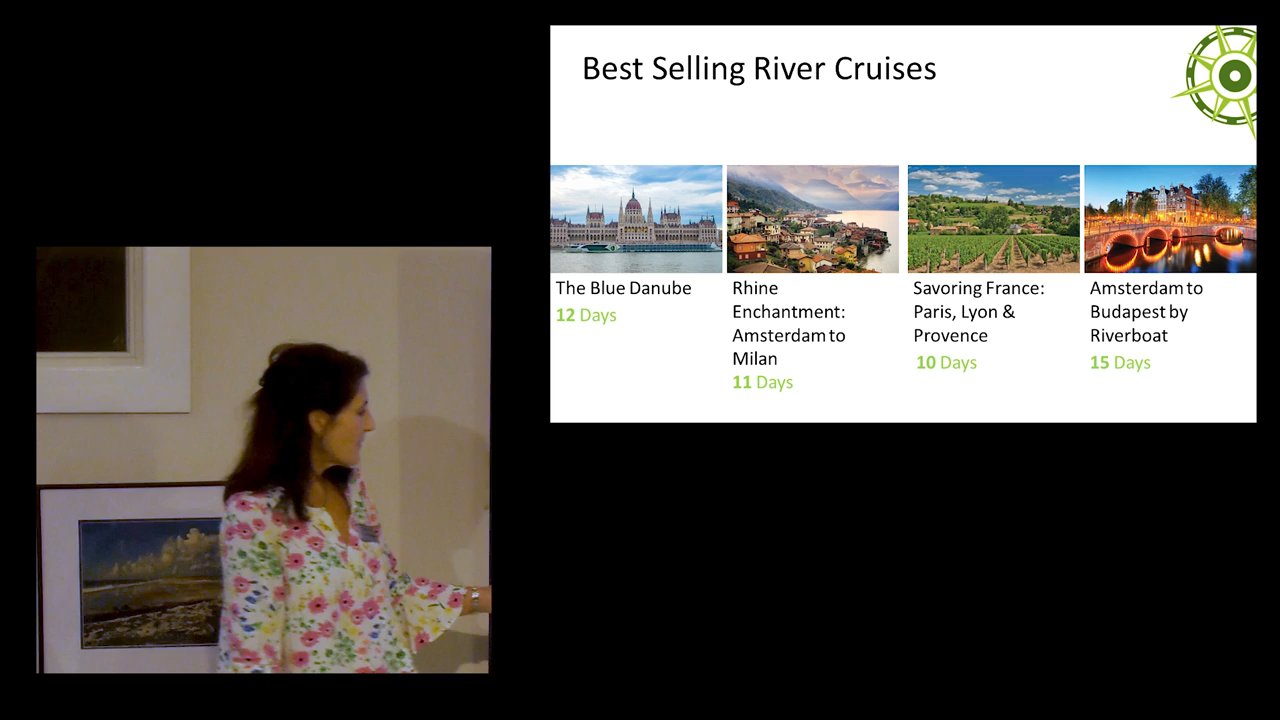 Best Selling River Cruises
The Blue Danube
12 Days
Rhine
Enchantment:
Amsterdam to
Milan
11 Days
Savoring France:
Paris, Lyon &
Provence
10 Days
Amsterdam to
Budapest by
Riverboat
15 Days